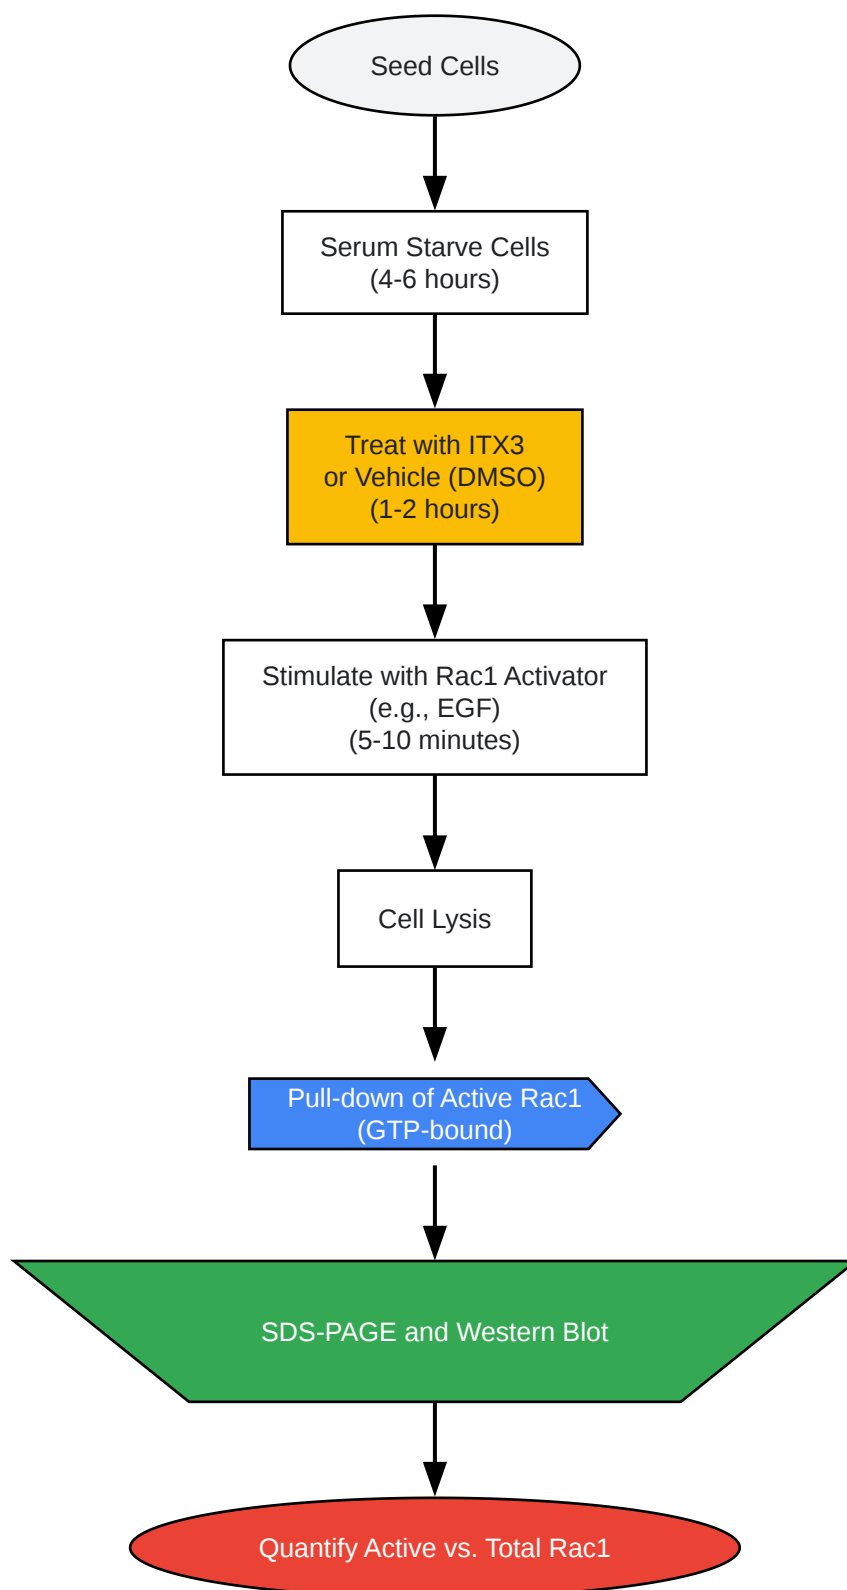 Seed Cells
Serum Starve Cells
(4-6 hours)
Treat with ITX3
or Vehicle (DMSO)
(1-2 hours)
Stimulate with Rac1 Activator
(e.g., EGF)
(5-10 minutes)
Cell Lysis
Pull-down of Active Rac1
(GTP-bound)
SDS-PAGE and Western Blot
Quantify Active vs. Total Rac1